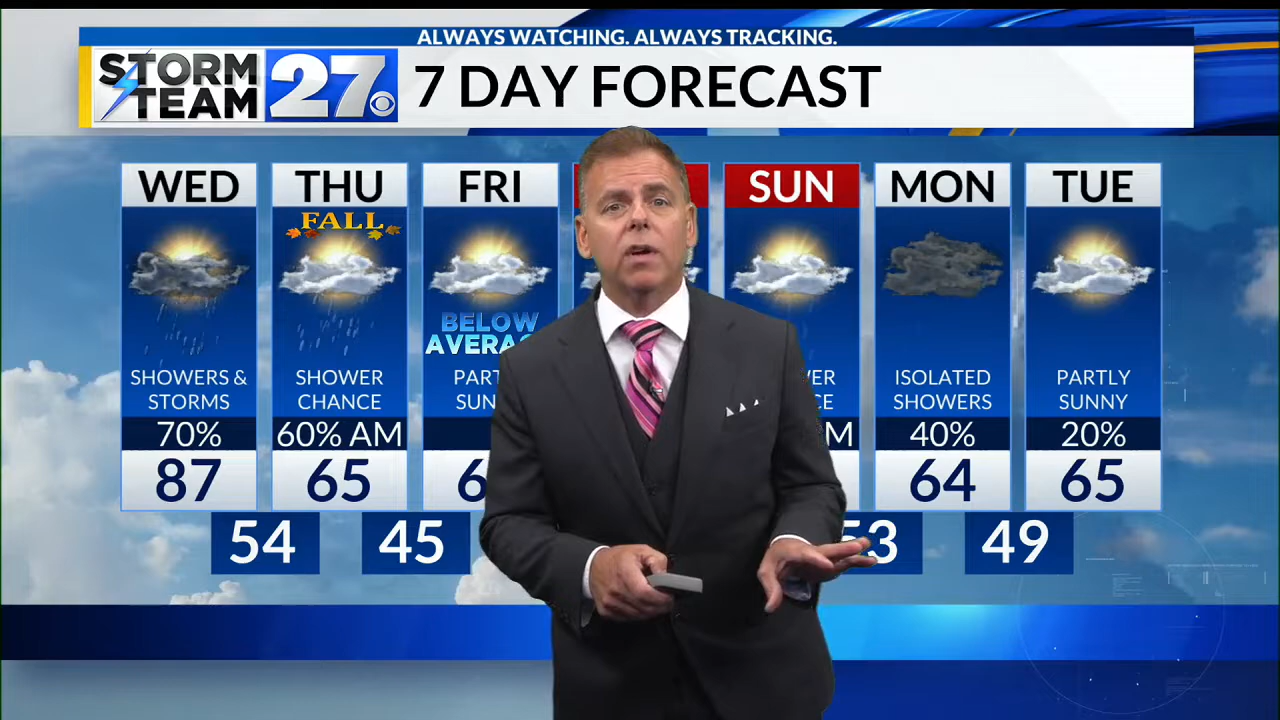 ALWAYS WATCHING. ALWAYS TRACKING.
STORM
TEAM
27
7 DAY FORECAST
WED
THU
FRI
SUN
MON
TUE
FALL
BELOW
SHOWERS &
STORMS
SHOWER
CHANCE
ISOLATED
SHOWERS
PARTLY
SUNNY
70%
60% AM
40%
20%
87
65
64
65
54
45
53
49